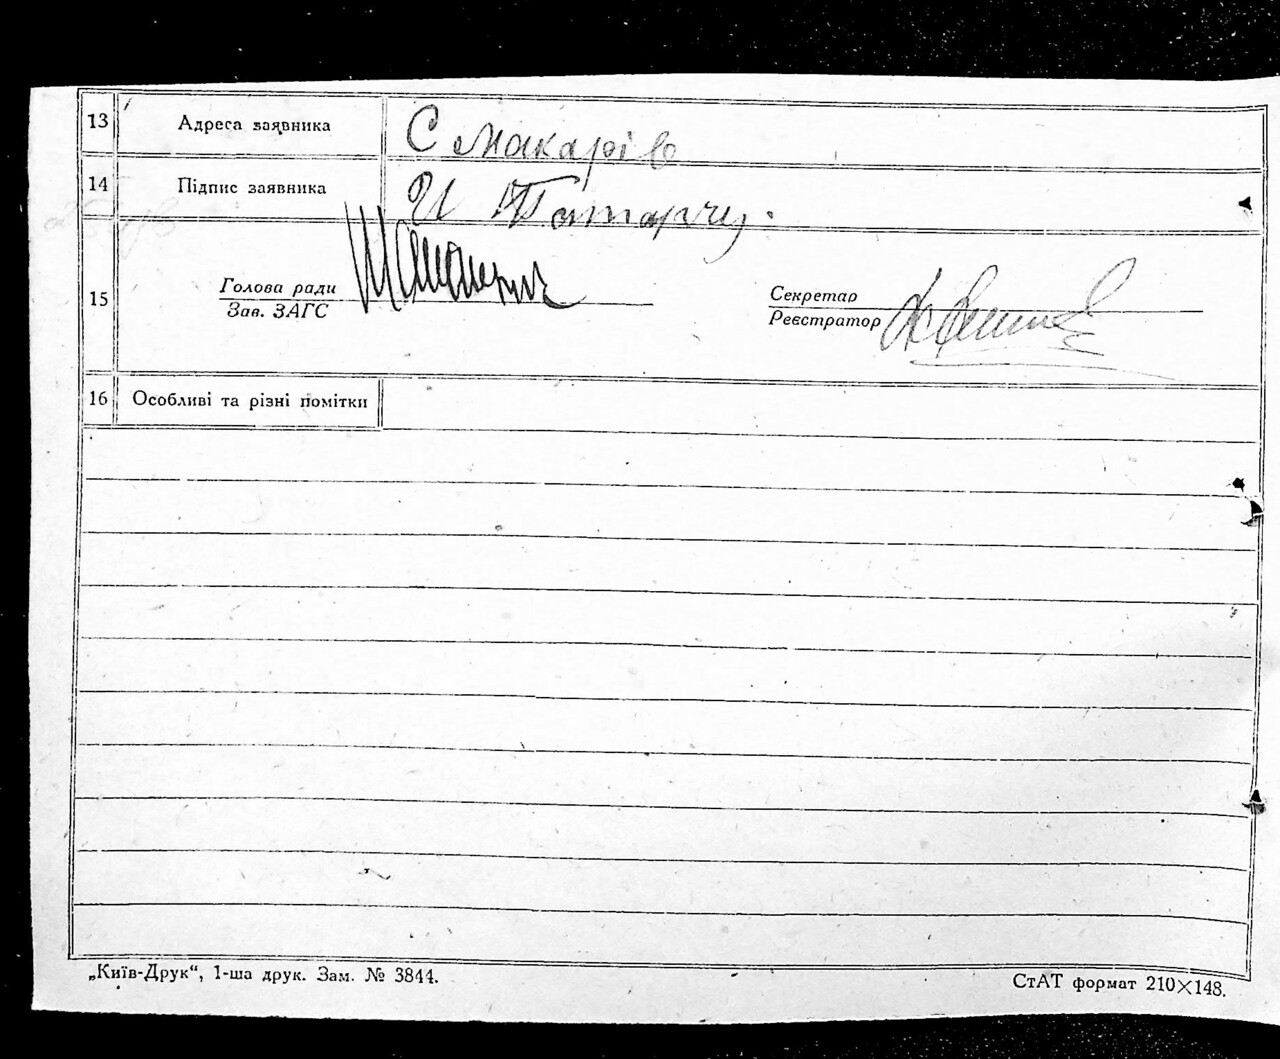 13 Адреса заявника С Макарів
14 Підпис заявника И Татарчу
15 Голова ради
Зав. ЗАГС
Секретар
Реєстратор
16 Особливі та різні помітки
„Київ-Друк“, 1-ша друк. Зам. № 3844.
СтАТ формат 210×148.